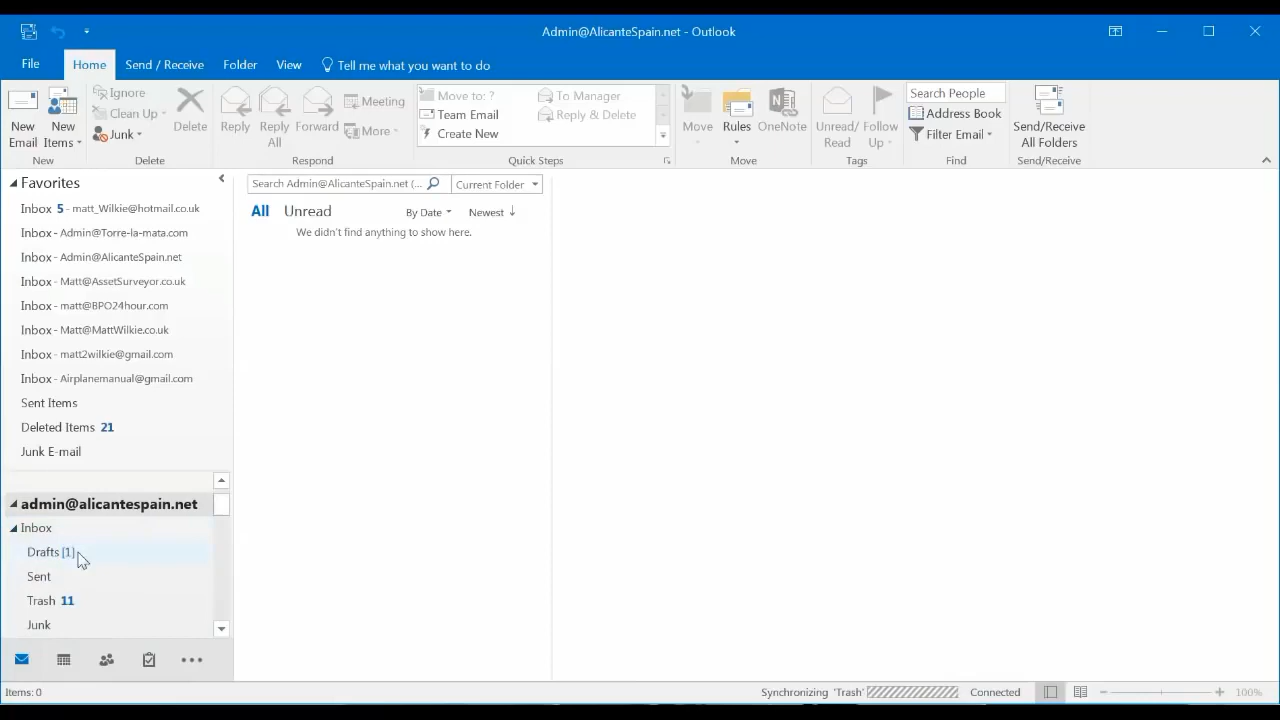 Admin@AlicanteSpain.net - Outlook
File Home Send / Receive Folder View Tell me what you want to do
New Email
New Items
New
Ignore
Clean Up
Junk
Delete
Delete
Reply
Reply All
Forward
Meeting
More
Respond
Move to: ?
Team Email
Create New
To Manager
Reply & Delete
Quick Steps
Move
Rules
OneNote
Move
Unread/ Read
Follow Up
Tags
Search People
Address Book
Filter Email
Find
Send/Receive All Folders
Send/Receive
Favorites
Inbox 5 - matt_Wilkie@hotmail.co.uk
Inbox - Admin@Torre-la-mata.com
Inbox - Admin@AlicanteSpain.net
Inbox - Matt@AssetSurveyor.co.uk
Inbox - matt@BPO24hour.com
Inbox - Matt@MattWilkie.co.uk
Inbox - matt2wilkie@gmail.com
Inbox - Airplanemanual@gmail.com
Sent Items
Deleted Items 21
Junk E-mail
admin@alicantespain.net
Inbox
Drafts [1]
Sent
Trash 11
Junk
Search Admin@AlicanteSpain.net (... Current Folder
All Unread By Date Newest
We didn't find anything to show here.
Items: 0
Synchronizing 'Trash' Connected 100%